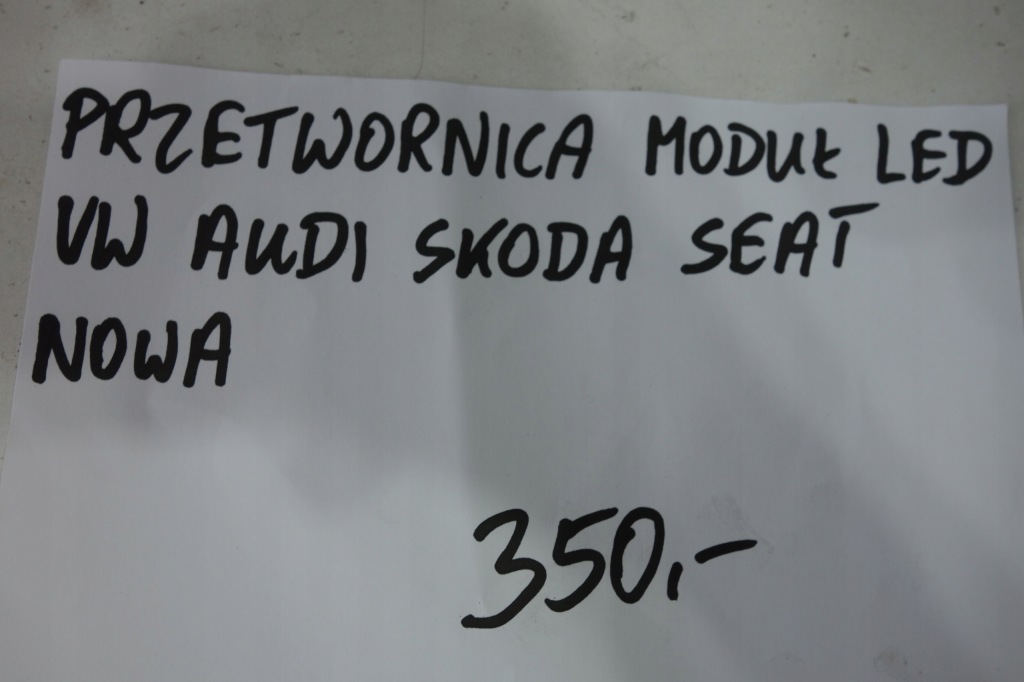 PRZETWORNICA MODUŁ LED
VW AUDI SKODA SEAT
NOWA
350,-